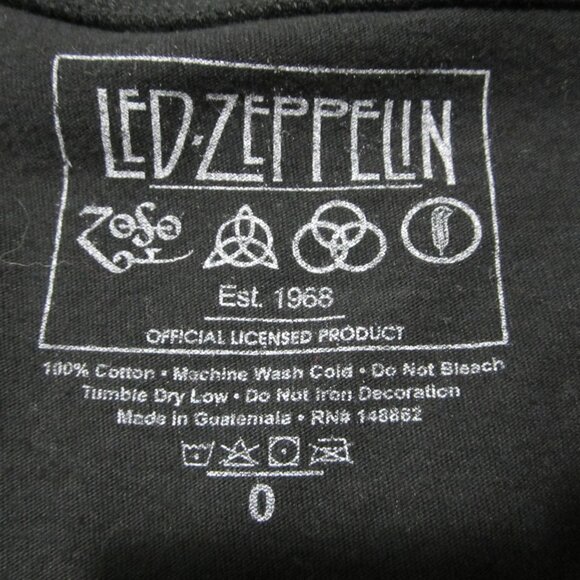 LED·ZEPPELIN
ZoSo
Est. 1968
OFFICIAL LICENSED PRODUCT
100% Cotton • Machine Wash Cold • Do Not Bleach
Tumble Dry Low • Do Not Iron Decoration
Made in Guatemala • RN# 148862
0